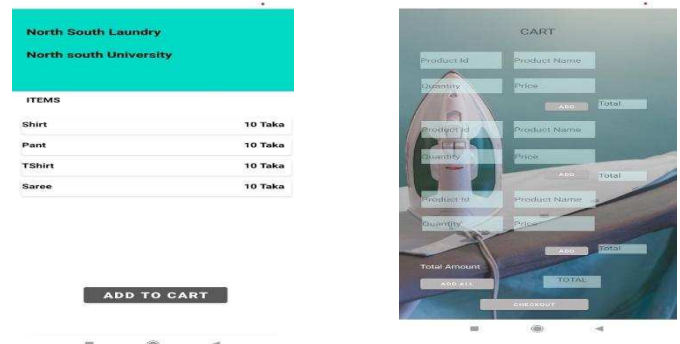 North South Laundry
North south University
ITEMS
Shirt 10 Taka
Pant 10 Taka
TShirt 10 Taka
Saree 10 Taka
ADD TO CART
CART
Product Id Product Name
Quantity Price
ADD Total
Product Id Product Name
Quantity Price
ADD Total
Product Id Product Name
Quantity Price
ADD Total
Total Amount
ADD ALL TOTAL
CHECKOUT